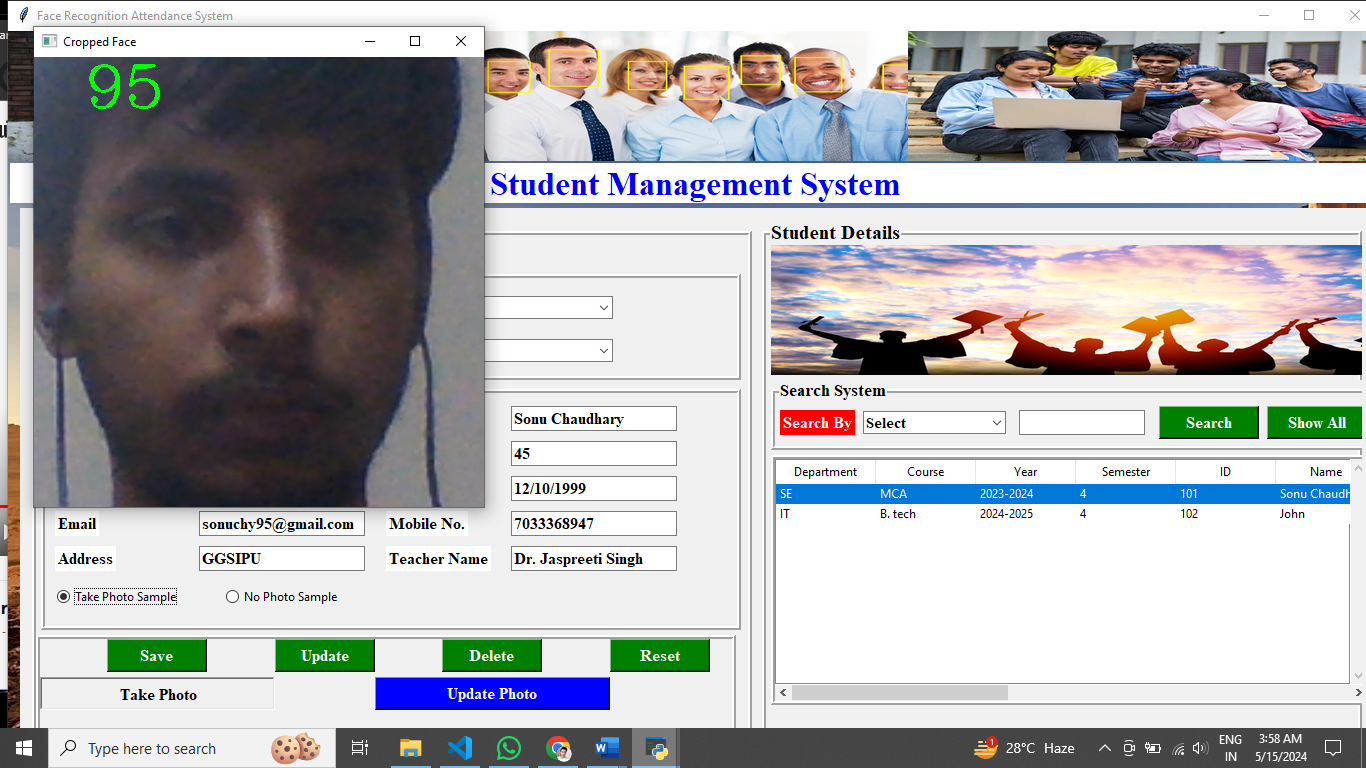 Face Recognition Attendance System
Cropped Face
95
Student Management System
Student Details
Search System
Search By
Select
Search
Show All
Department Course Year Semester ID Name
SE MCA 2023-2024 4 101 Sonu Chaudh
IT B. tech 2024-2025 4 102 John
Sonu Chaudhary
45
12/10/1999
Email sonuchy95@gmail.com Mobile No. 7033368947
Address GGSIPU Teacher Name Dr. Jaspreeti Singh
Take Photo Sample No Photo Sample
Save Update Delete Reset
Take Photo Update Photo
Type here to search
1
28°C Haze
ENG
IN
3:58 AM
5/15/2024